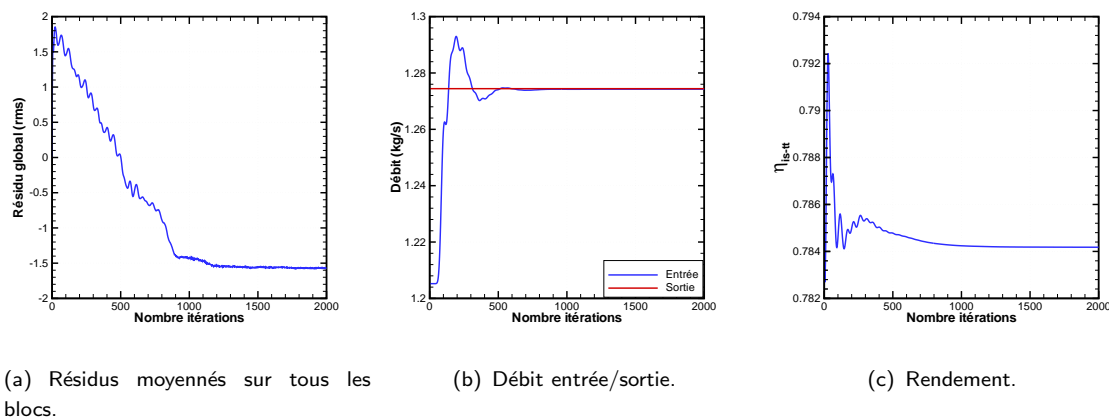 2
1.5
1
0.5
0
-0.5
-1
-1.5
-2
Résidu global (rms)
0 500 1000 1500 2000
Nombre itérations
1.3
1.28
1.26
1.24
1.22
1.2
Débit (kg/s)
Entrée
Sortie
0 500 1000 1500 2000
Nombre itérations
0.794
0.792
0.79
0.788
0.786
0.784
0.782
η is-tt
0 500 1000 1500 2000
Nombre itérations
(a) Résidus moyennés sur tous les
blocs.
(b) Débit entrée/sortie.
(c) Rendement.